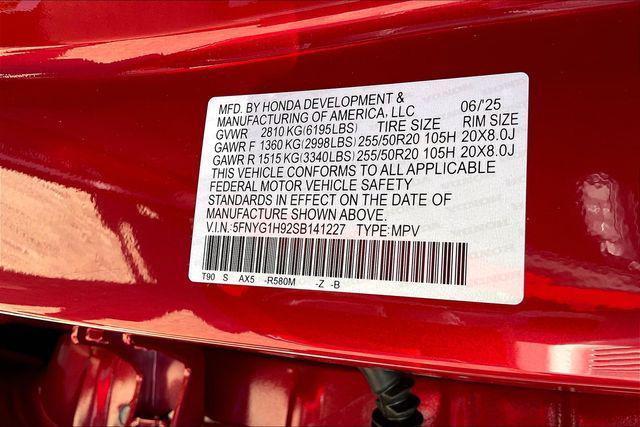 MFD. BY HONDA DEVELOPMENT &
MANUFACTURING OF AMERICA, LLC 06/'25
GVWR 2810 KG(6195LBS) TIRE SIZE RIM SIZE
GAWR F 1360 KG(2998LBS) 255/50R20 105H 20X8.0J
GAWR R 1515 KG(3340LBS) 255/50R20 105H 20X8.0J
THIS VEHICLE CONFORMS TO ALL APPLICABLE
FEDERAL MOTOR VEHICLE SAFETY
STANDARDS IN EFFECT ON THE DATE OF
MANUFACTURE SHOWN ABOVE.
V.I.N.:5FNYG1H92SB141227 TYPE:MPV
T90 S AX5 -R580M -Z -B